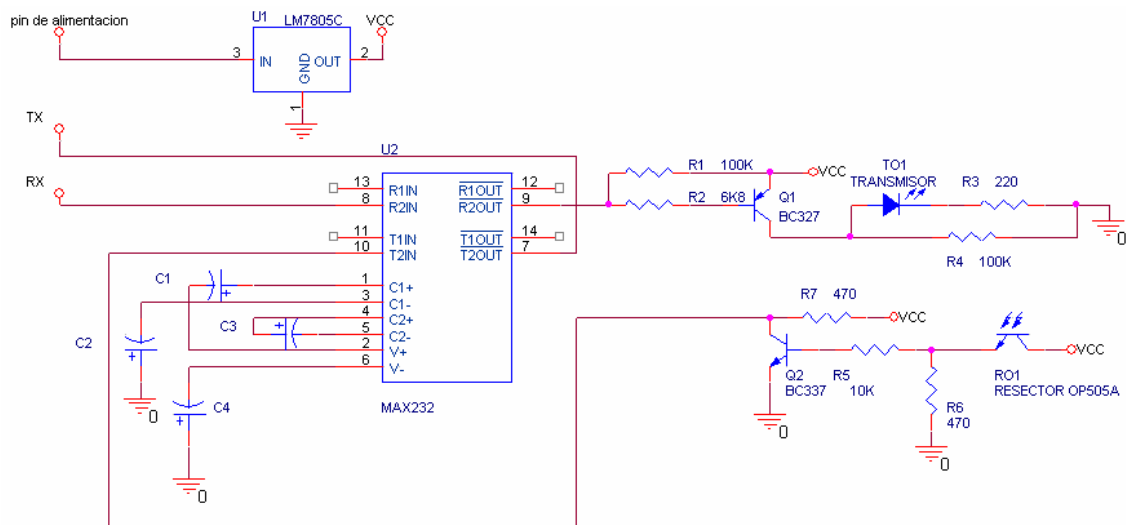 pin de alimentacion
U1
LM7805C
VCC
3
IN
OUT
2
GND
1
TX
RX
U2
13
R1IN
R1OUT
12
8
R2IN
R2OUT
9
11
T1IN
T1OUT
14
10
T2IN
T2OUT
7
1
C1+
3
C1-
4
C2+
5
C2-
2
V+
6
V-
MAX232
C1
+
C2
+
0
C3
+
C4
+
0
R1 100K
R2 6K8
VCC
Q1
BC327
TO1
TRANSMISOR
R3 220
R4 100K
0
R7 470
VCC
Q2
BC337
0
R5
10K
R6
470
0
VCC
RO1
RESECTOR OP505A